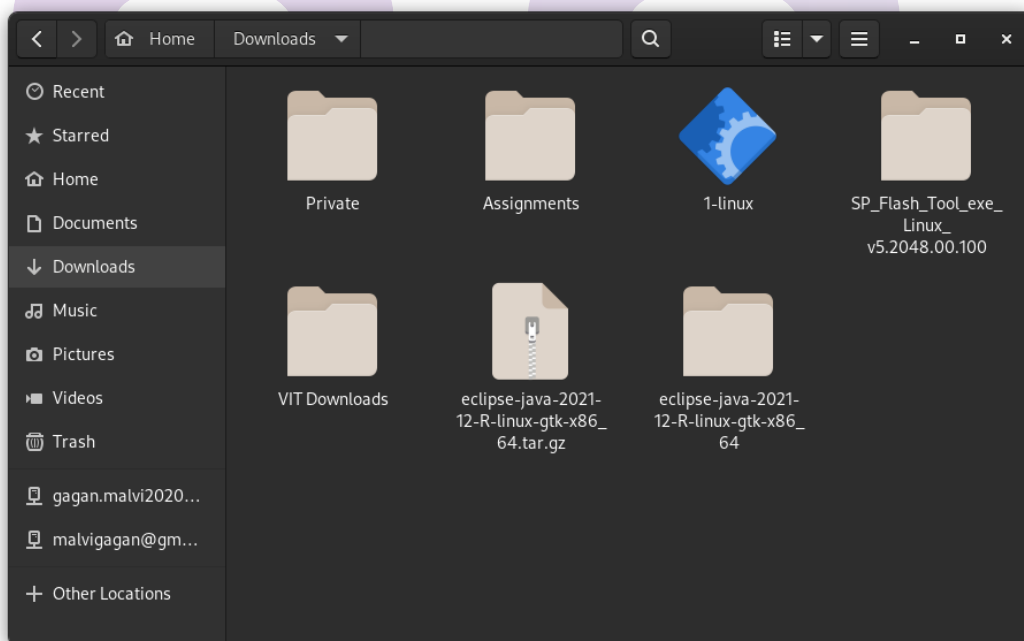 Home
Downloads
Recent
Starred
Home
Documents
Downloads
Music
Pictures
Videos
Trash
gagan.malvi2020...
malvigagan@gm...
Other Locations
Private
Assignments
1-linux
SP_Flash_Tool_exe_
Linux_
v5.2048.00.100
VIT Downloads
eclipse-java-2021-
12-R-linux-gtk-x86_
64.tar.gz
eclipse-java-2021-
12-R-linux-gtk-x86_
64